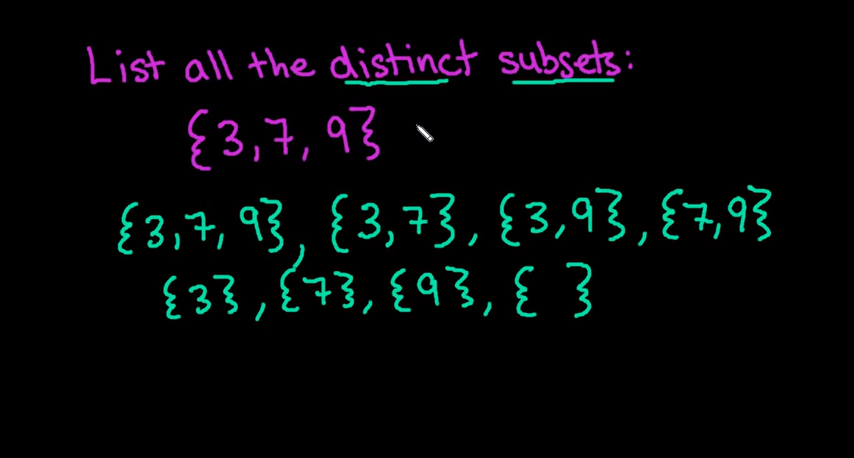 List all the distinct subsets:
{3, 7, 9}
{3, 7, 9}, {3, 7}, {3, 9}, {7, 9}
{3}, {7}, {9}, { }